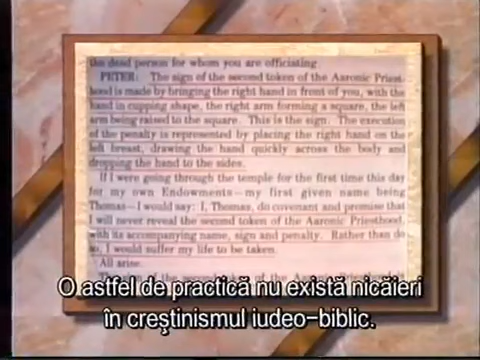 the dead person for whom you are officiating.
PETER: The sign of the second token of the Aaronic Priest-
hood is made by bringing the right hand in front of you, with the
hand in cupping shape, the right arm forming a square, the left
arm being raised to the square. This is the sign. The execution
of the penalty is represented by placing the right hand on the
left breast, drawing the hand quickly across the body and
dropping the hand to the sides.
If I were going through the temple for the first time this day
for my own Endowments—my first given name being
Thomas—I would say: I, Thomas, do covenant and promise that
I will never reveal the second token of the Aaronic Priesthood,
with its accompanying name, sign and penalty. Rather than do
so, I would suffer my life to be taken.
All arise.
of the second token of the Aaronic
O astfel de practică nu există nicăieri
în creştinismul iudeo-biblic.